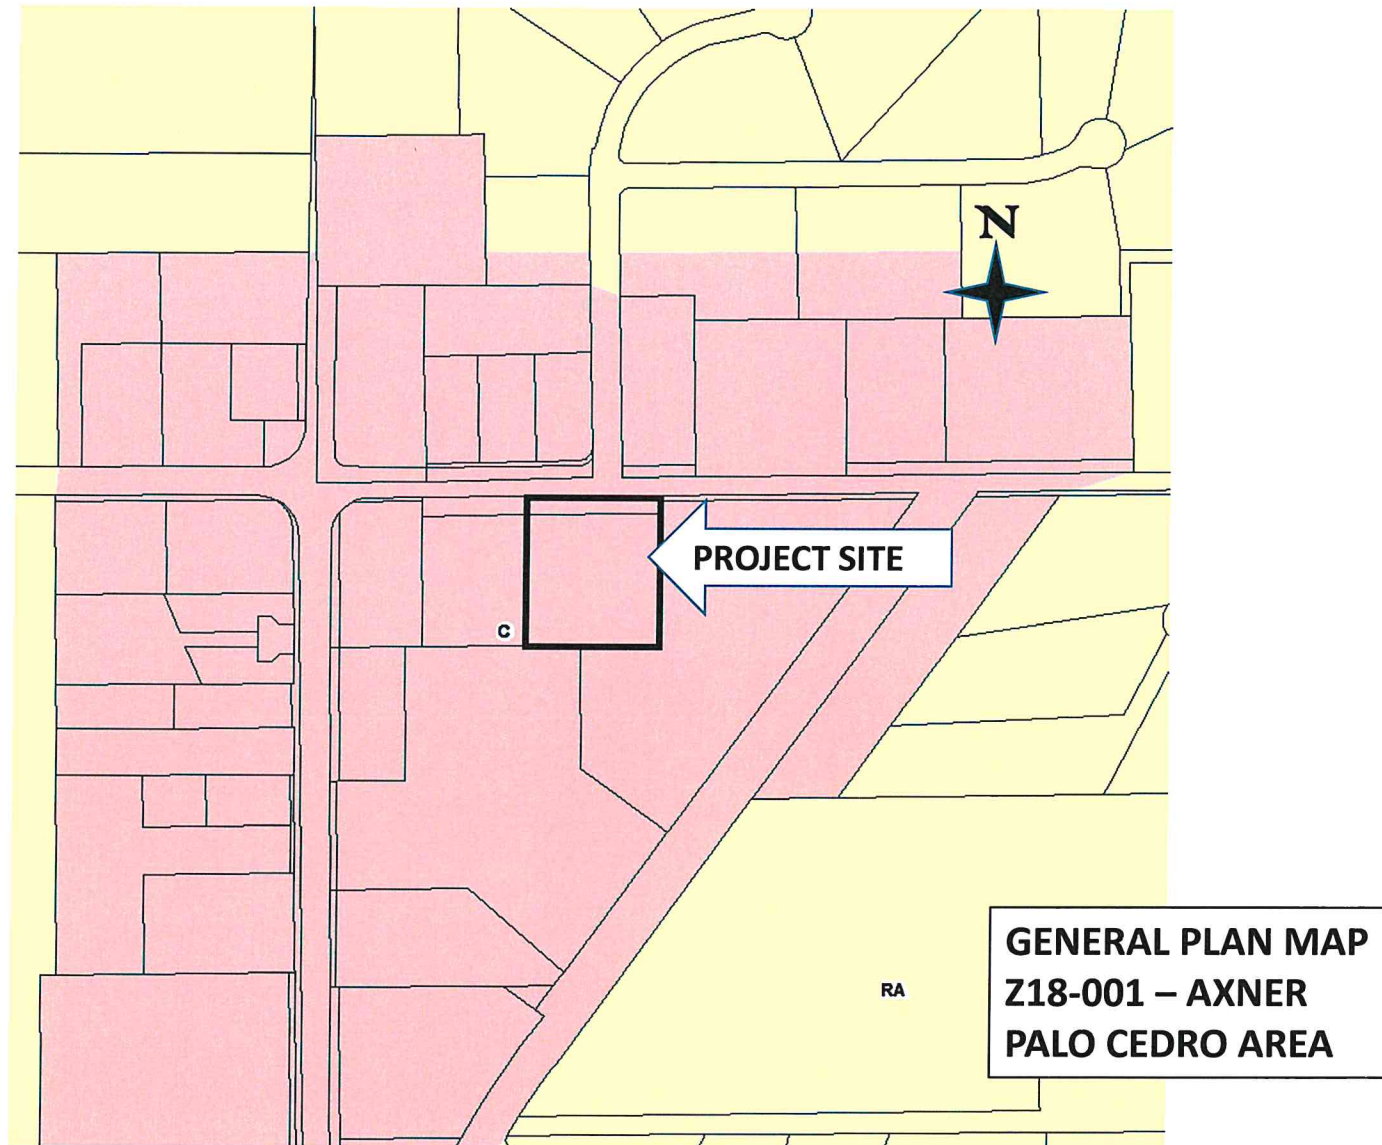 N
PROJECT SITE
C
RA
GENERAL PLAN MAP
Z18-001 – AXNER
PALO CEDRO AREA